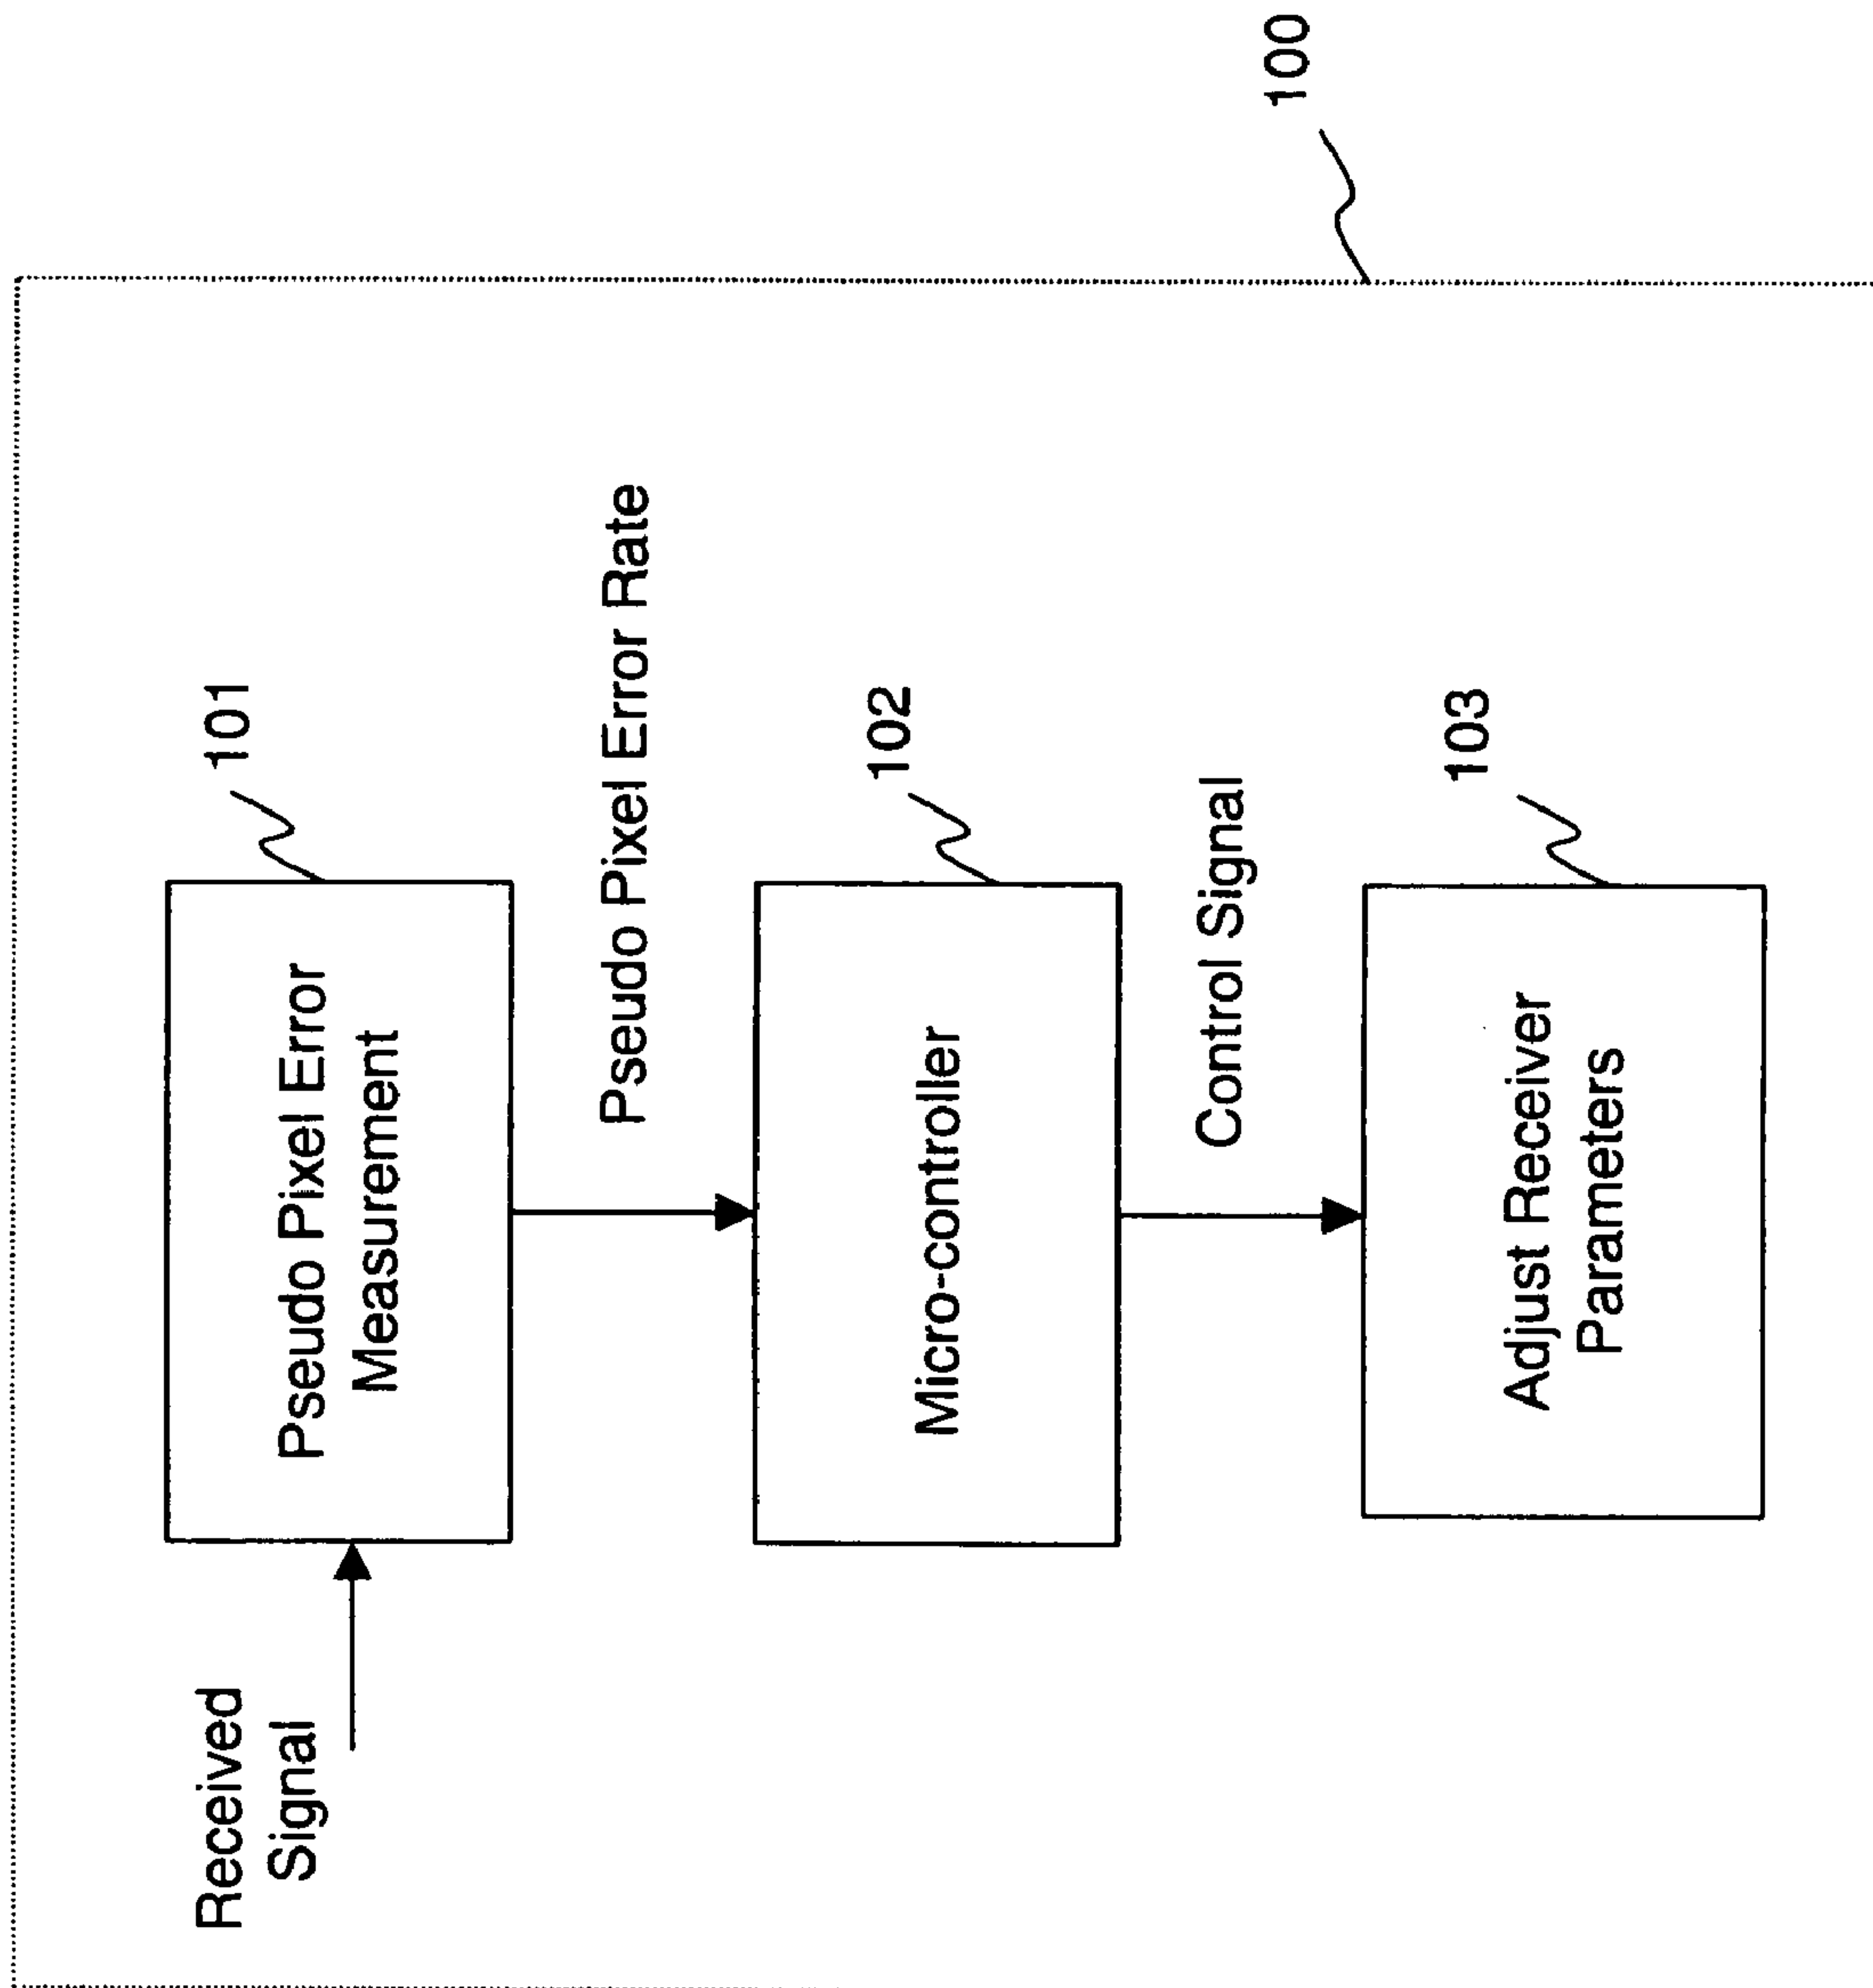 100
101
Received
Signal
Pseudo Pixel Error
Measurement
Pseudo Pixel Error Rate
102
Micro-controller
Control Signal
103
Adjust Receiver
Parameters